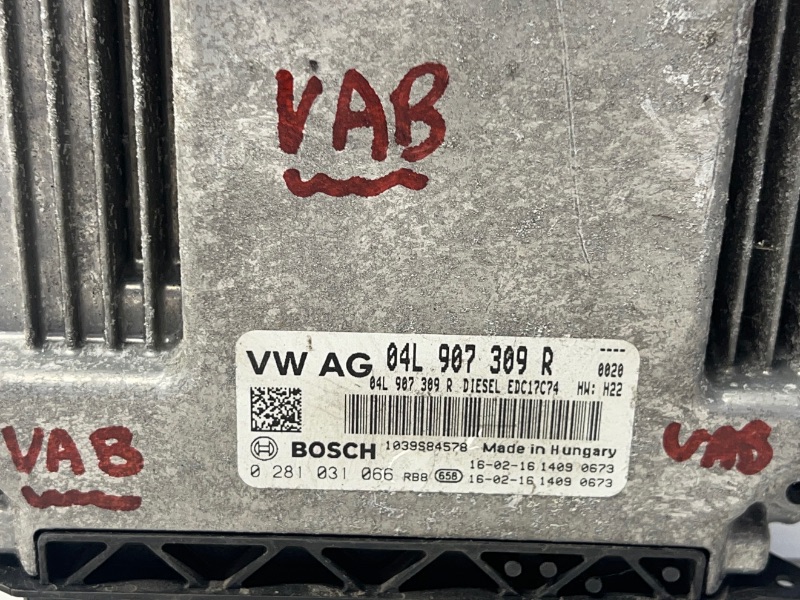 VAB
VW AG 04L 907 309 R ----
0020
04L 907 309 R DIESEL EDC17C74 HW: H22
BOSCH 1039S84578 Made in Hungary
0 281 031 066 RBB 658 16-02-16 1409 0673
16-02-16 1409 0673
VAB
VAB